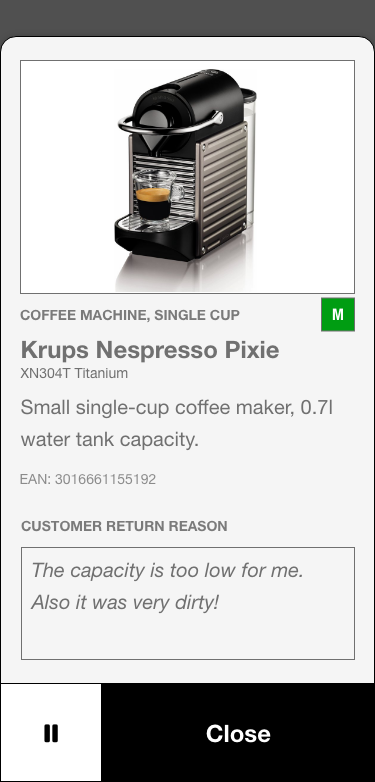 COFFEE MACHINE, SINGLE CUP
M
Krups Nespresso Pixie
XN304T Titanium
Small single-cup coffee maker, 0.7l
water tank capacity.
EAN: 3016661155192
CUSTOMER RETURN REASON
The capacity is too low for me.
Also it was very dirty!
Close